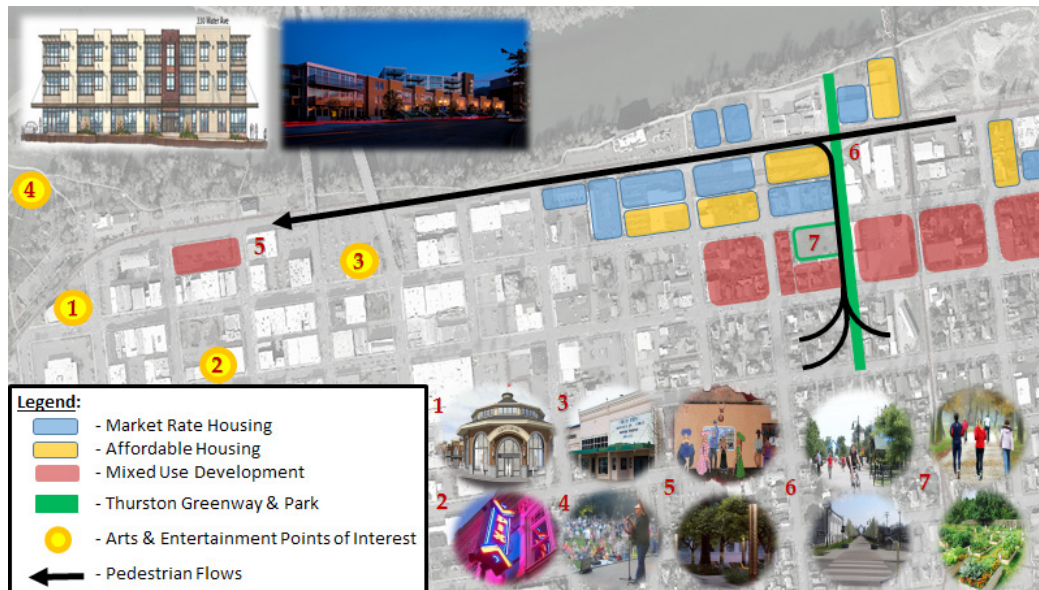 330 Water Ave
4
6
5
7
3
1
2
Legend:
- Market Rate Housing
- Affordable Housing
- Mixed Use Development
- Thurston Greenway & Park
- Arts & Entertainment Points of Interest
- Pedestrian Flows
1
3
2
4
5
6
7